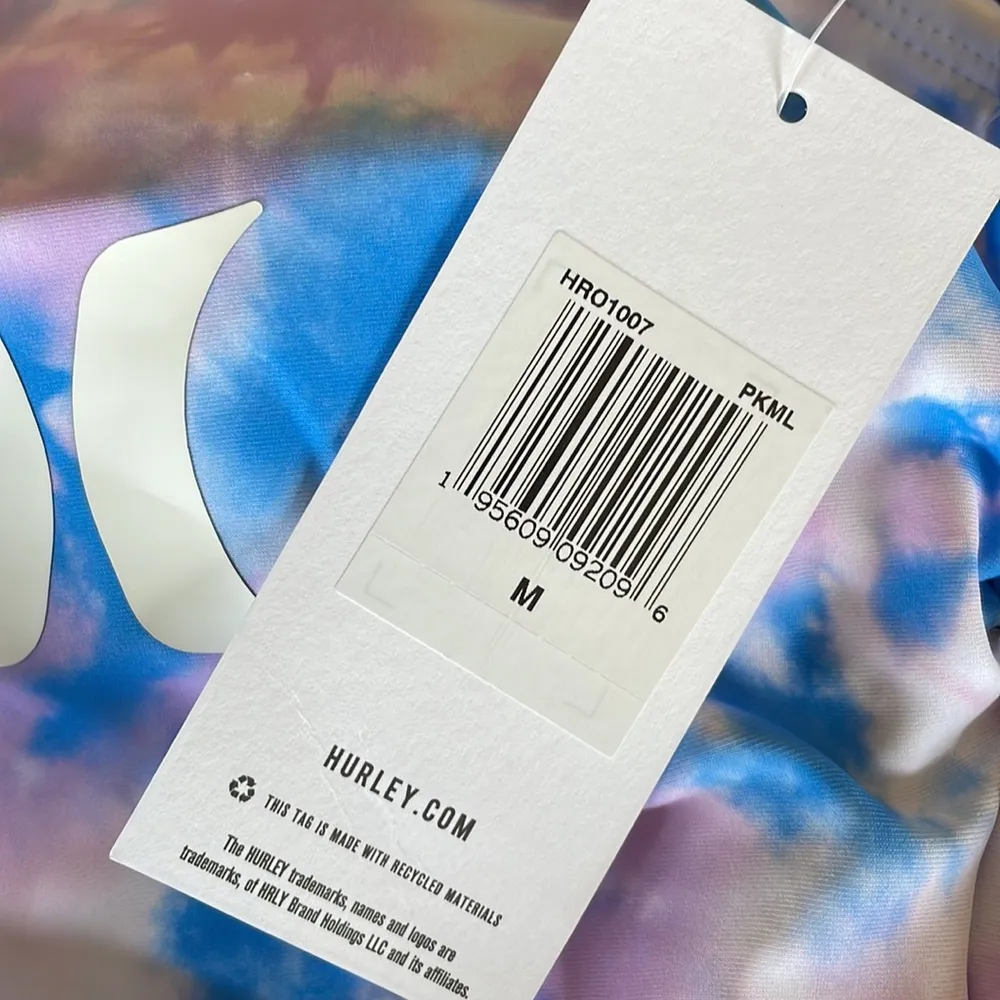 HRO1007
PKML
1 95609 09209 6
M
HURLEY.COM
THIS TAG IS MADE WITH RECYCLED MATERIALS
The HURLEY trademarks, names and logos are
trademarks, of HRLY Brand Holdings LLC and its affiliates.